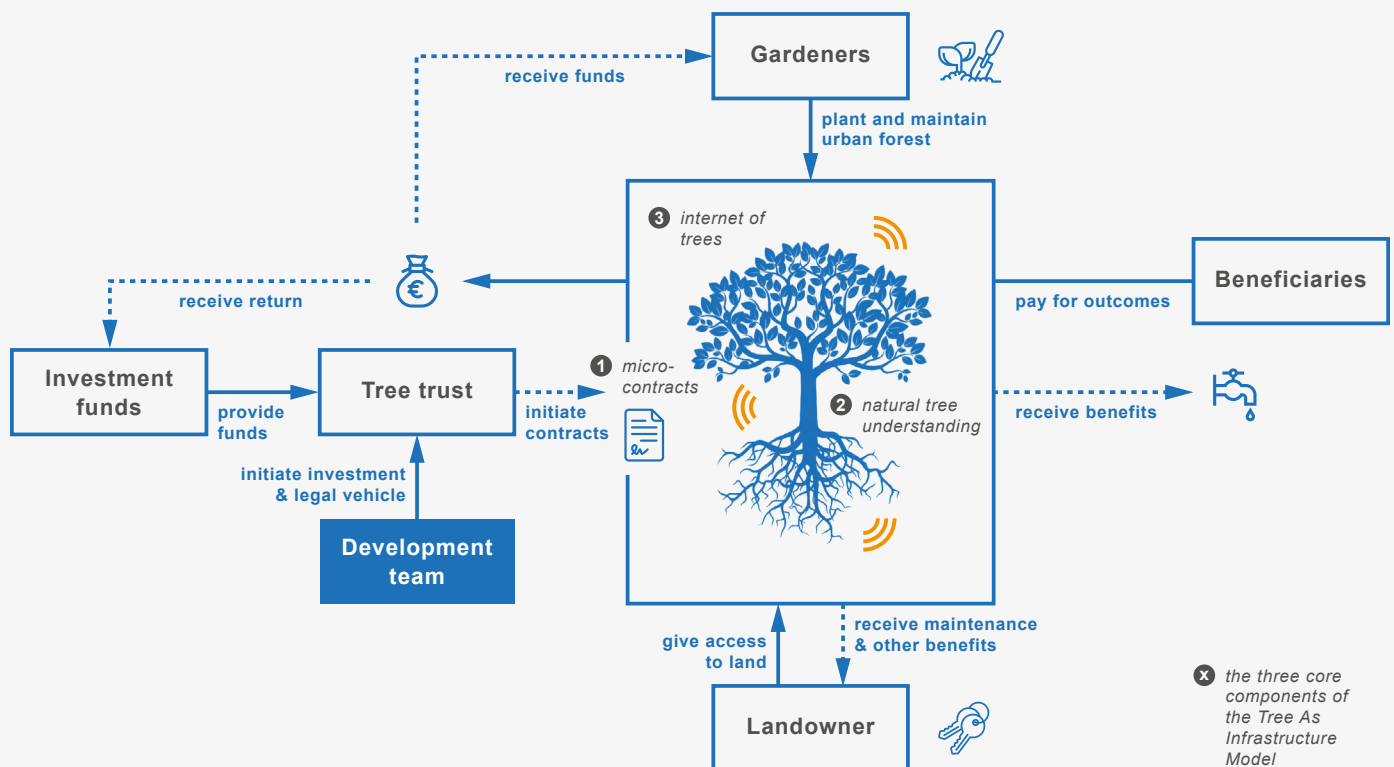 Gardeners
receive funds
plant and maintain
urban forest
3 internet of
trees
Beneficiaries
€
receive return
pay for outcomes
Investment
funds
provide
funds
Tree trust
initiate
contracts
1 micro-
contracts
2 natural tree
understanding
receive benefits
initiate investment
& legal vehicle
Development
team
give access
to land
receive maintenance
& other benefits
Landowner
x the three core
components of
the Tree As
Infrastructure
Model